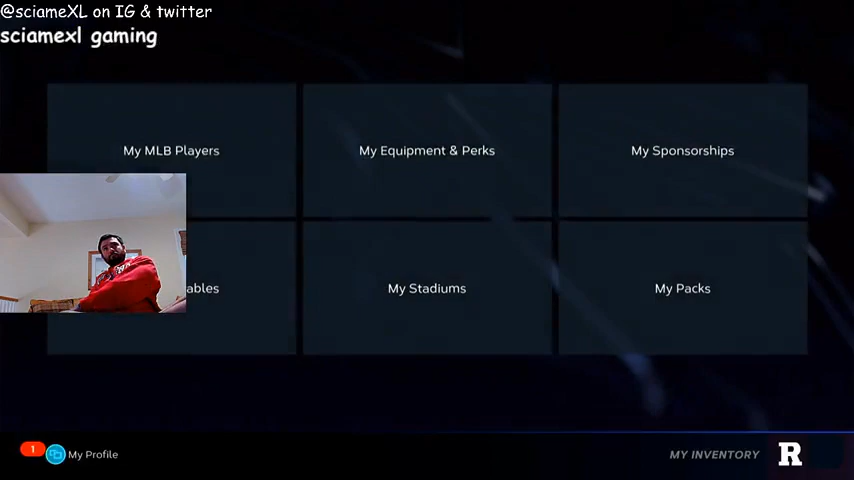 @sciameXL on IG & twitter
sciamexl gaming
My MLB Players
My Equipment & Perks
My Sponsorships
ables
My Stadiums
My Packs
1
My Profile
MY INVENTORY
R